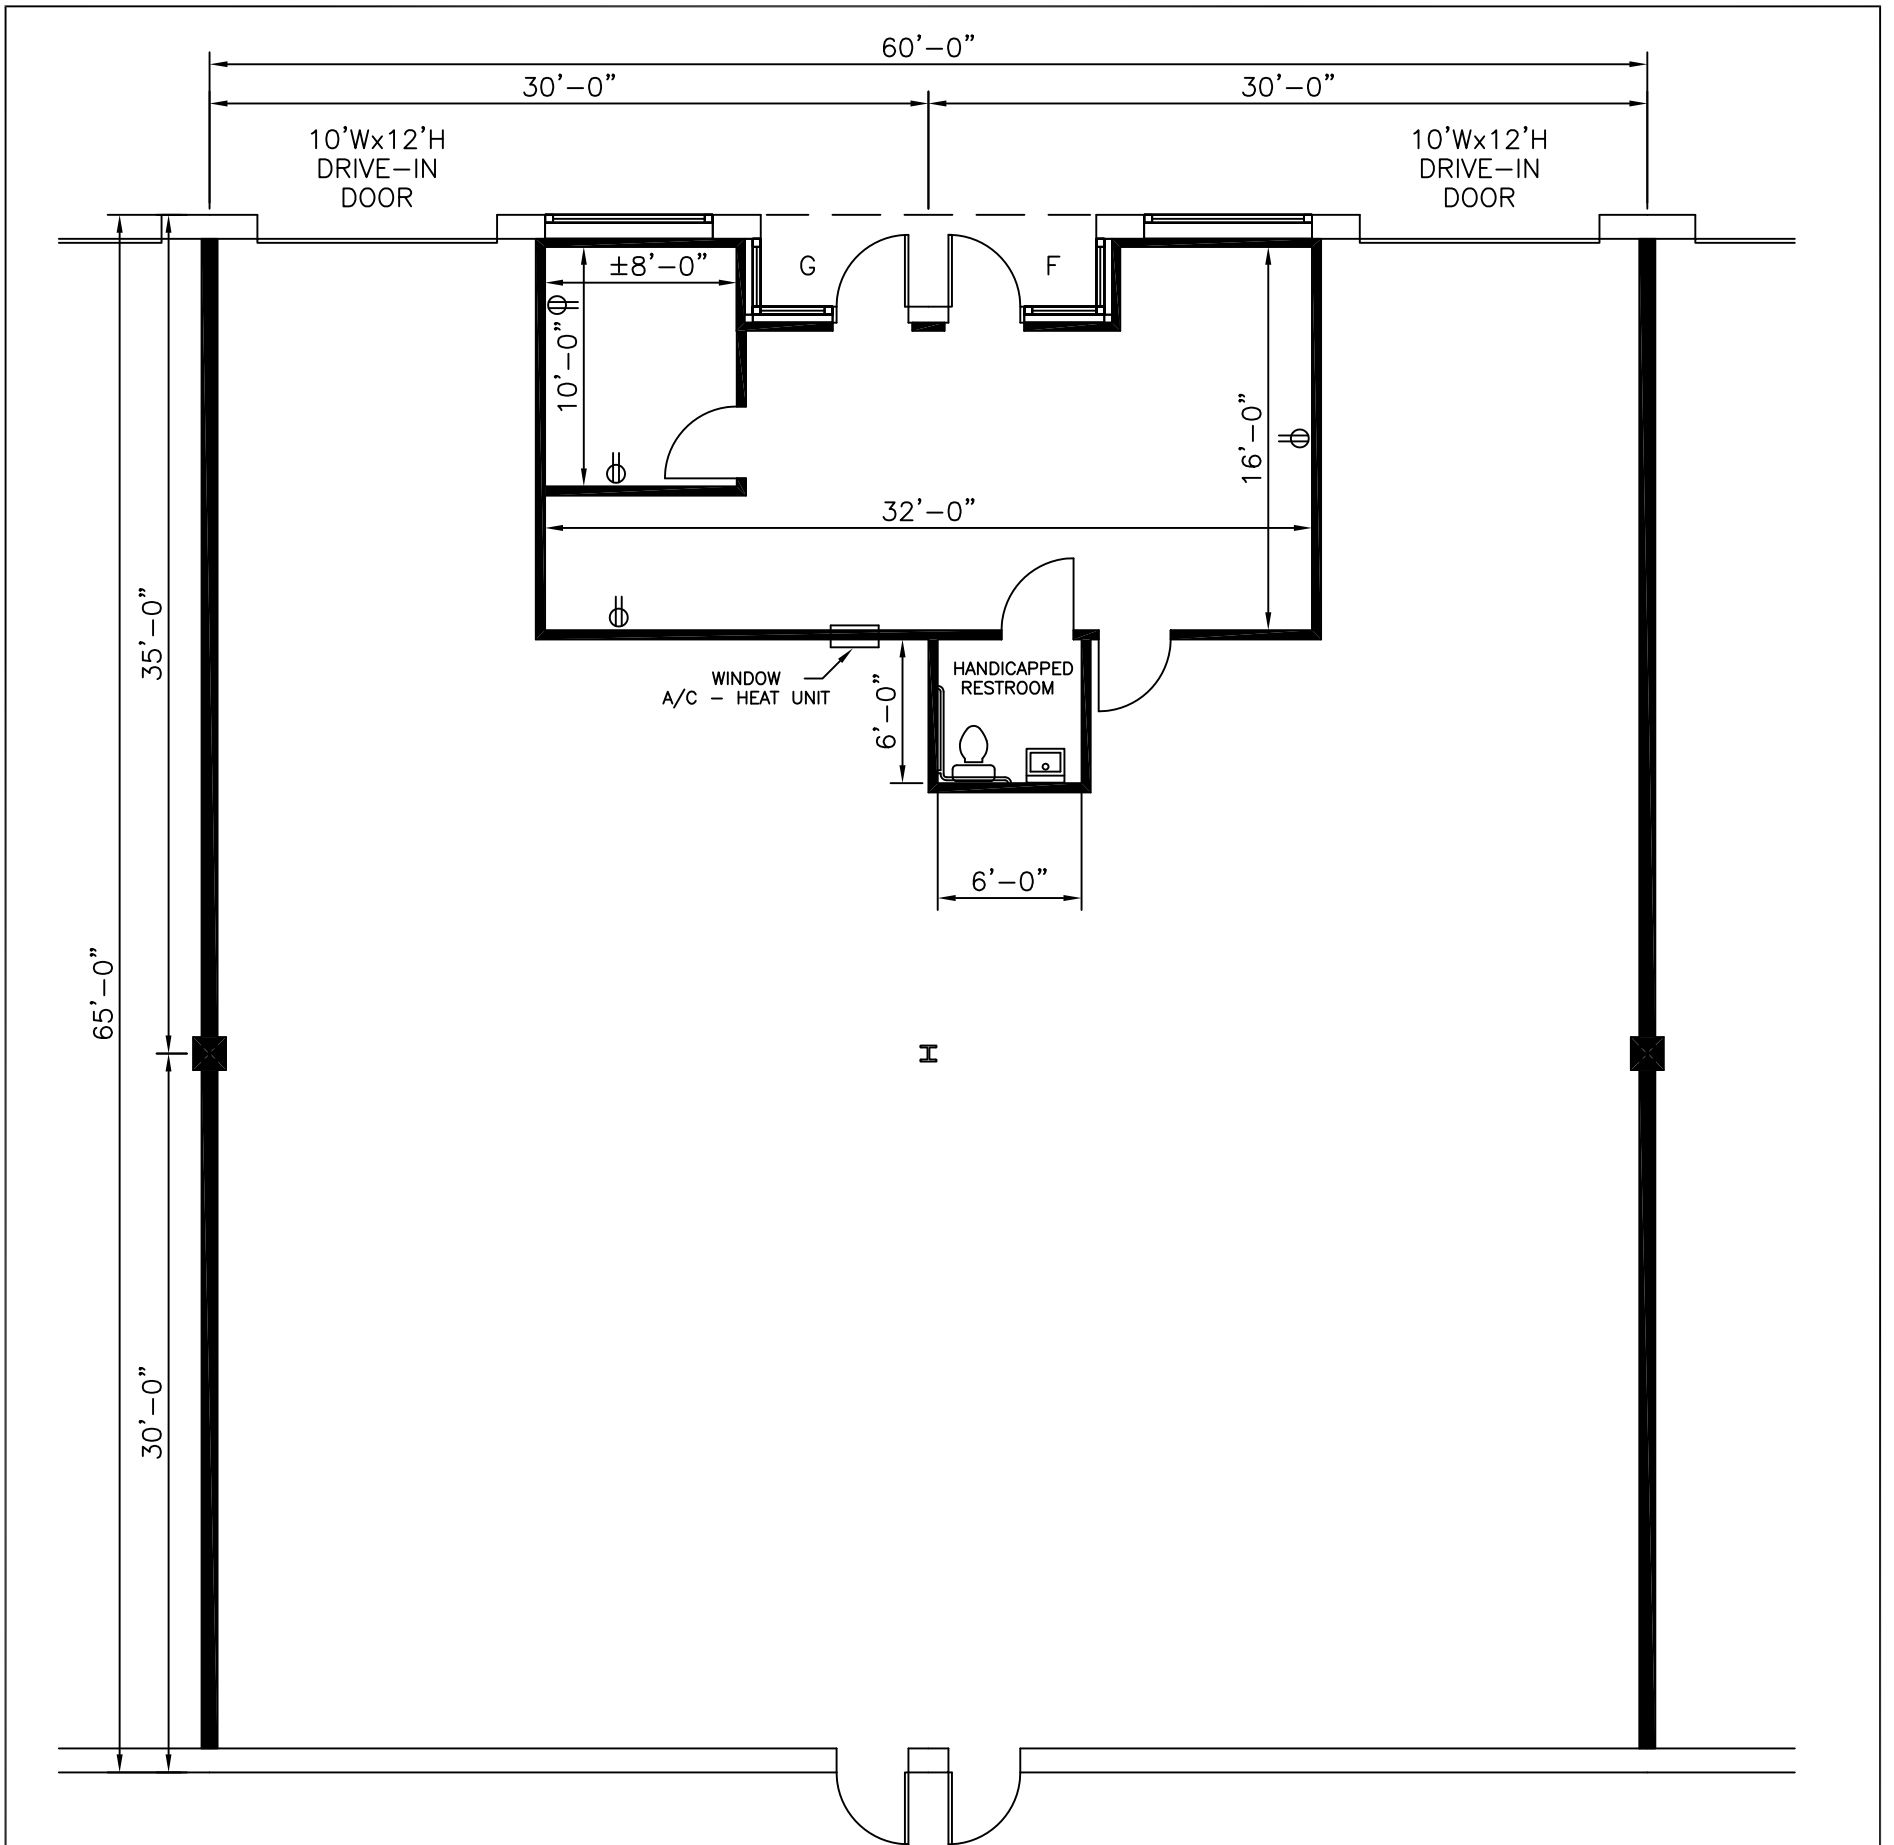 60'-0"
30'-0"
30'-0"
10'Wx12'H
DRIVE-IN
DOOR
10'Wx12'H
DRIVE-IN
DOOR
±8'-0"
G
F
10'-0"
16'-0"
32'-0"
35'-0"
HANDICAPPED
RESTROOM
WINDOW
A/C - HEAT UNIT
6'-0"
6'-0"
65'-0"
30'-0"